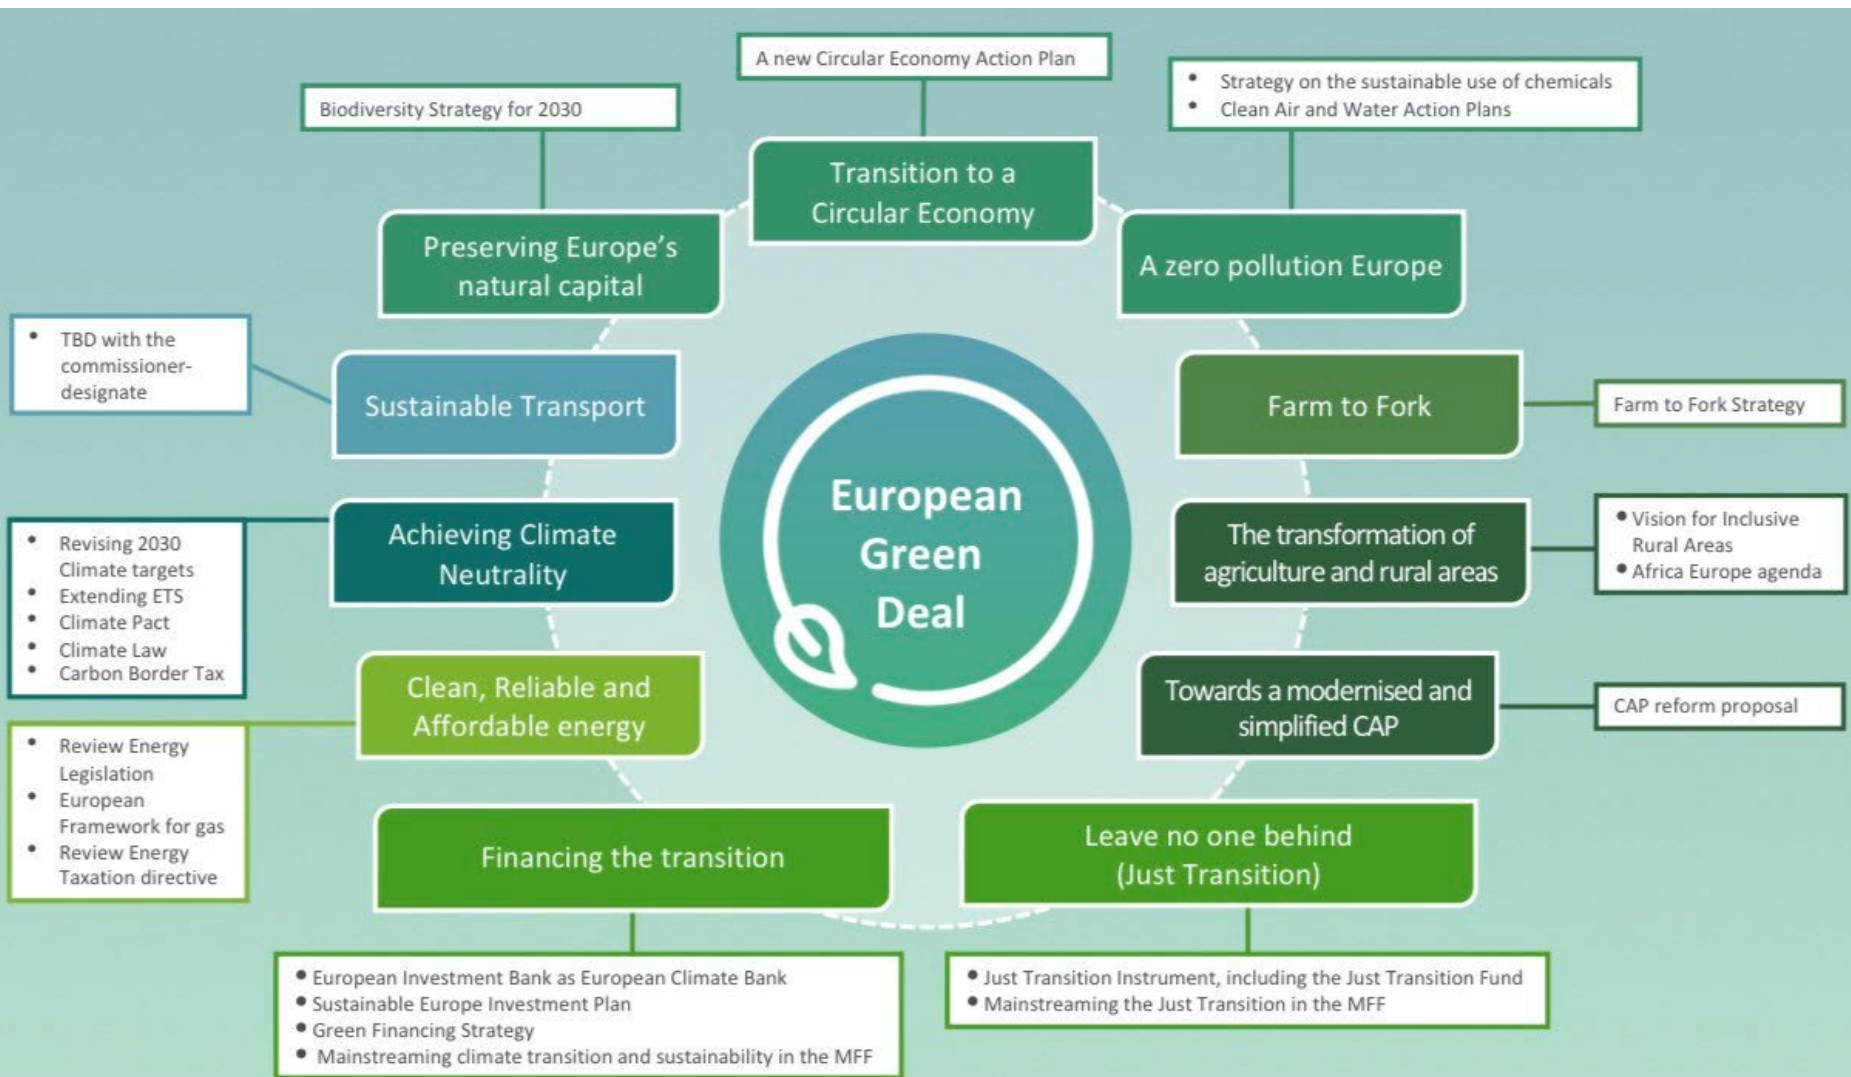 A new Circular Economy Action Plan
• Strategy on the sustainable use of chemicals
• Clean Air and Water Action Plans
Biodiversity Strategy for 2030
Transition to a
Circular Economy
Preserving Europe's
natural capital
A zero pollution Europe
• TBD with the
commissioner-
designate
Sustainable Transport
Farm to Fork
Farm to Fork Strategy
European
Green
Deal
Achieving Climate
Neutrality
The transformation of
agriculture and rural areas
• Vision for Inclusive
Rural Areas
• Africa Europe agenda
• Revising 2030
Climate targets
• Extending ETS
• Climate Pact
• Climate Law
• Carbon Border Tax
Clean, Reliable and
Affordable energy
Towards a modernised and
simplified CAP
CAP reform proposal
• Review Energy
Legislation
• European
Framework for gas
• Review Energy
Taxation directive
Financing the transition
Leave no one behind
(Just Transition)
• European Investment Bank as European Climate Bank
• Sustainable Europe Investment Plan
• Green Financing Strategy
• Mainstreaming climate transition and sustainability in the MFF
• Just Transition Instrument, including the Just Transition Fund
• Mainstreaming the Just Transition in the MFF